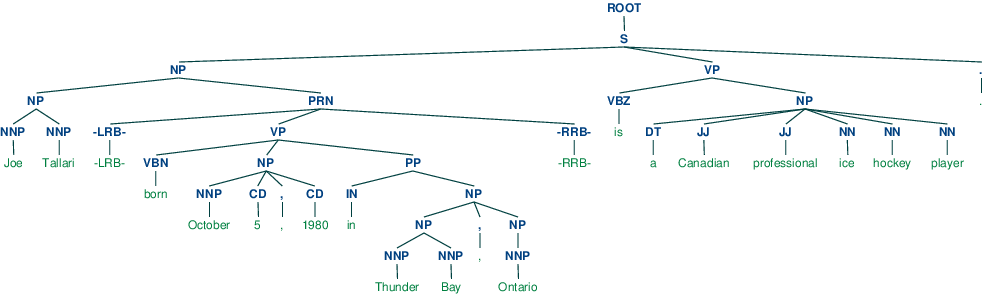 ROOT
S
NP VP .
NP PRN VBZ NP
NNP NNP -LRB- VP -RRB- is DT JJ JJ NN NN NN
Joe Tallari -LRB- VBN NP PP -RRB- a Canadian professional ice hockey player .
born NNP CD , CD IN NP
October 5 , 1980 in NP , NP
NNP NNP , NNP
Thunder Bay Ontario